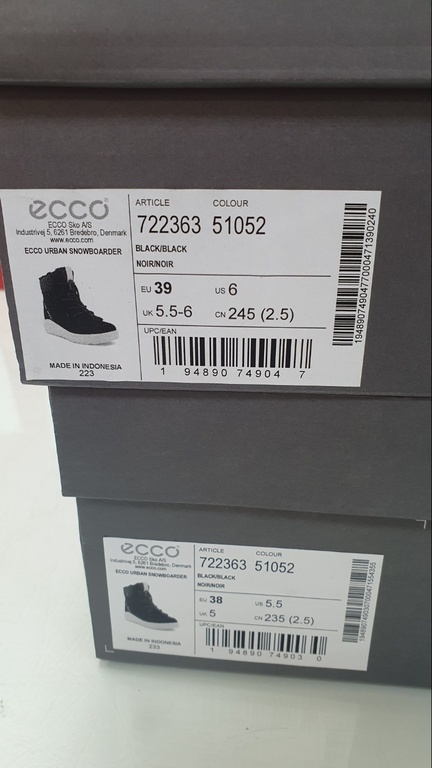 ecco
ECCO Sko A/S
Industrivej 5, 6261 Bredebro, Denmark
www.ecco.com
ECCO URBAN SNOWBOARDER
MADE IN INDONESIA
223
ARTICLE COLOUR
722363 51052
BLACK/BLACK
NOIR/NOIR
EU 39 US 6
UK 5.5-6 CN 245 (2.5)
UPC/EAN
1 94890 74904 7
19489074904770000471390240
ecco
ECCO Sko A/S
Industrivej 5, 6261 Bredebro, Denmark
www.ecco.com
ECCO URBAN SNOWBOARDER
MADE IN INDONESIA
233
ARTICLE COLOUR
722363 51052
BLACK/BLACK
NOIR/NOIR
EU 38 US 5.5
UK 5 CN 235 (2.5)
UPC/EAN
1 94890 74903 0